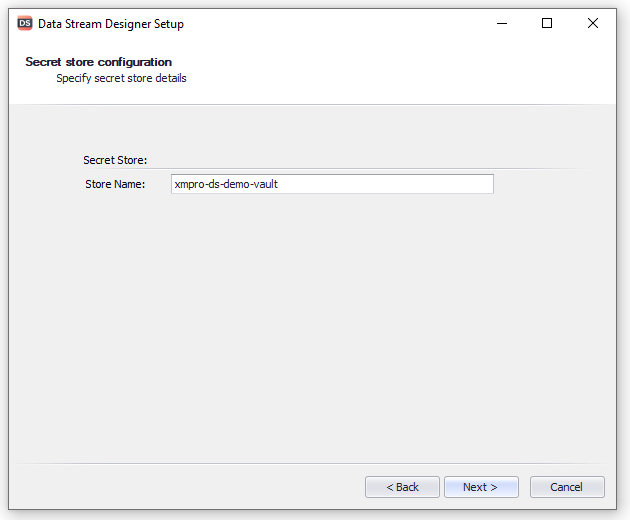 DS Data Stream Designer Setup
Secret store configuration
Specify secret store details
Secret Store:
Store Name: xmpro-ds-demo-vault
< Back Next > Cancel